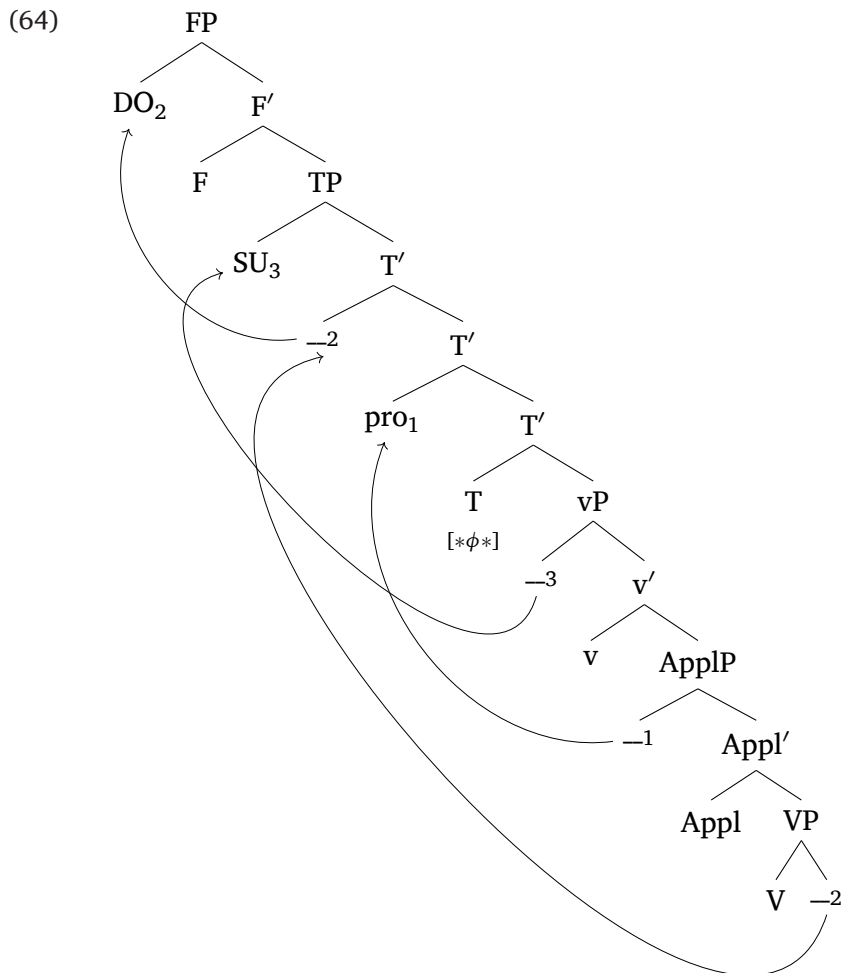 (64)
FP
DO₂ F′
F TP
SU₃ T′
—₂ T′
pro₁ T′
T vP
[∗ϕ∗]
—₃ v′
v ApplP
—₁ Appl′
Appl VP
V —₂